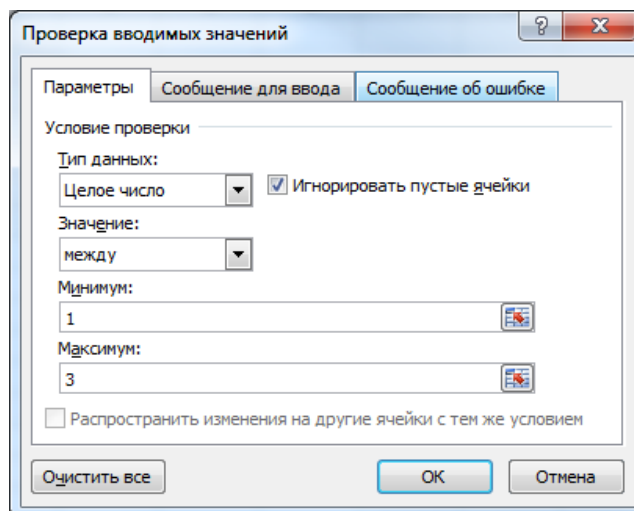 Проверка вводимых значений
?
Параметры Сообщение для ввода Сообщение об ошибке
Условие проверки
Тип данных:
Целое число Игнорировать пустые ячейки
Значение:
между
Минимум:
1
Максимум:
3
Распространить изменения на другие ячейки с тем же условием
Очистить все ОК Отмена